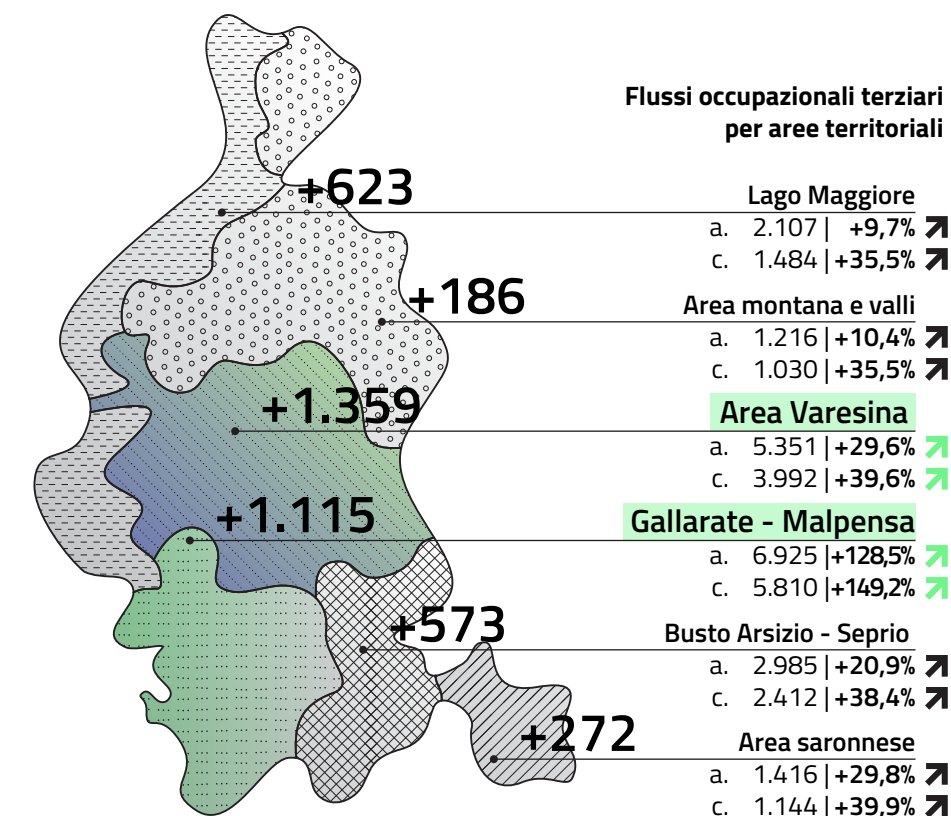 Flussi occupazionali terziari
per aree territoriali
+623
Lago Maggiore
a. 2.107 | +9,7%
c. 1.484 | +35,5%
+186
Area montana e valli
a. 1.216 | +10,4%
c. 1.030 | +35,5%
+1.359
Area Varesina
a. 5.351 | +29,6%
c. 3.992 | +39,6%
+1.115
Gallarate - Malpensa
a. 6.925 | +128,5%
c. 5.810 | +149,2%
+573
Busto Arsizio - Seprio
a. 2.985 | +20,9%
c. 2.412 | +38,4%
+272
Area saronnese
a. 1.416 | +29,8%
c. 1.144 | +39,9%